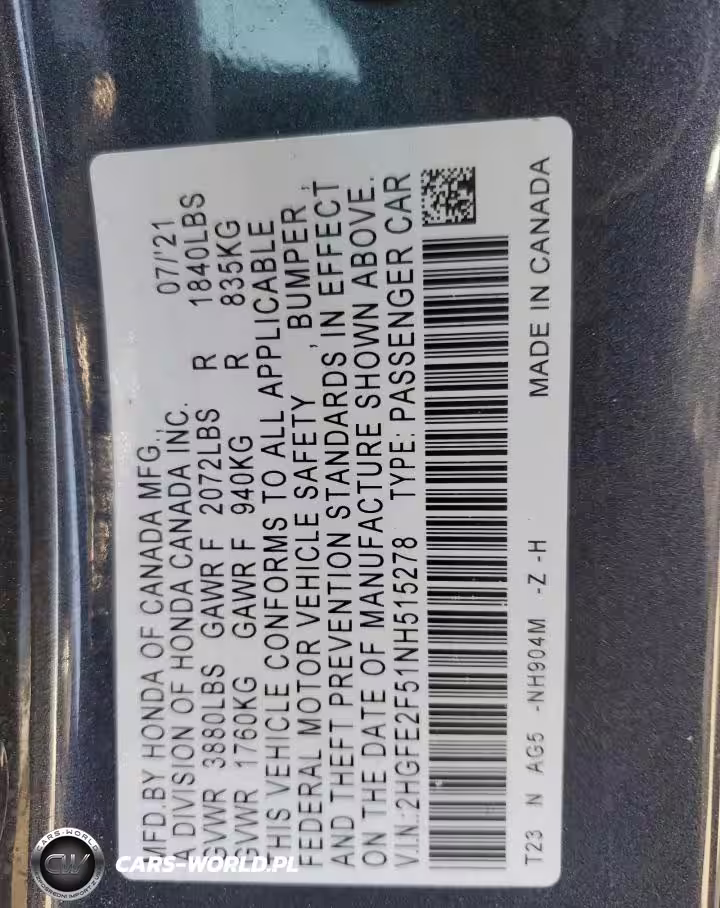 MFD.BY HONDA OF CANADA MFG.,
A DIVISION OF HONDA CANADA INC. 07/'21
GVWR 3880LBS GAWR F 2072LBS R 1840LBS
GVWR 1760KG GAWR F 940KG R 835KG
THIS VEHICLE CONFORMS TO ALL APPLICABLE
FEDERAL MOTOR VEHICLE SAFETY , BUMPER ,
AND THEFT PREVENTION STANDARDS IN EFFECT
ON THE DATE OF MANUFACTURE SHOWN ABOVE.
V.I.N.:2HGFE2F51NH515278 TYPE: PASSENGER CAR
T23 N AG5 -NH904M -Z -H MADE IN CANADA
CARS-WORLD
CW
CARS-WORLD.PL